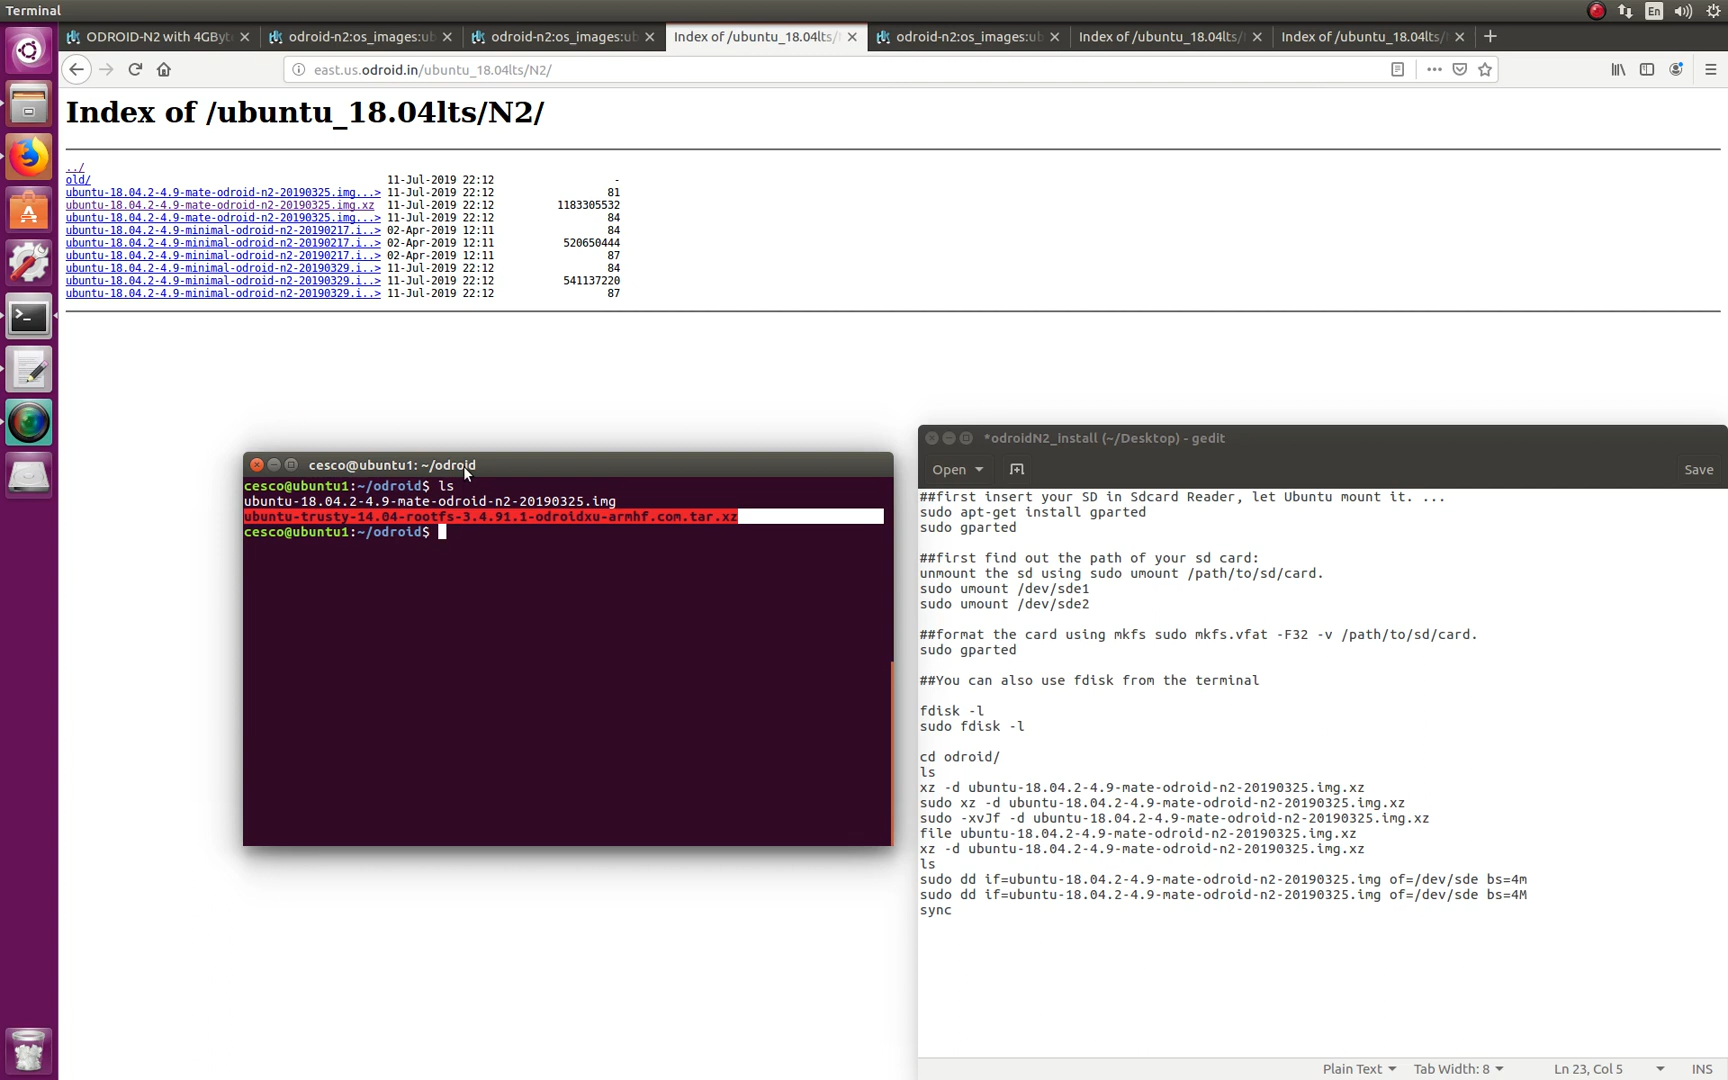 Terminal
En
ODROID-N2 with 4GByt
odroid-n2:os_images:ub
odroid-n2:os_images:ub
Index of /ubuntu_18.04lts/
odroid-n2:os_images:ub
Index of /ubuntu_18.04lts/
Index of /ubuntu_18.04lts/
east.us.odroid.in/ubuntu_18.04lts/N2/
Index of /ubuntu_18.04lts/N2/
../
old/ 11-Jul-2019 22:12 -
ubuntu-18.04.2-4.9-mate-odroid-n2-20190325.img...> 11-Jul-2019 22:12 81
ubuntu-18.04.2-4.9-mate-odroid-n2-20190325.img.xz 11-Jul-2019 22:12 1183305532
ubuntu-18.04.2-4.9-mate-odroid-n2-20190325.img...> 11-Jul-2019 22:12 84
ubuntu-18.04.2-4.9-minimal-odroid-n2-20190217.i..> 02-Apr-2019 12:11 84
ubuntu-18.04.2-4.9-minimal-odroid-n2-20190217.i..> 02-Apr-2019 12:11 520650444
ubuntu-18.04.2-4.9-minimal-odroid-n2-20190217.i..> 02-Apr-2019 12:11 87
ubuntu-18.04.2-4.9-minimal-odroid-n2-20190329.i..> 11-Jul-2019 22:12 84
ubuntu-18.04.2-4.9-minimal-odroid-n2-20190329.i..> 11-Jul-2019 22:12 541137220
ubuntu-18.04.2-4.9-minimal-odroid-n2-20190329.i..> 11-Jul-2019 22:12 87
cesco@ubuntu1: ~/odroid
cesco@ubuntu1:~/odroid$ ls
ubuntu-18.04.2-4.9-mate-odroid-n2-20190325.img
ubuntu-trusty-14.04-rootfs-3.4.91.1-odroidxu-armhf.com.tar.xz
cesco@ubuntu1:~/odroid$
*odroidN2_install (~/Desktop) - gedit
Open
Save
##first insert your SD in Sdcard Reader, let Ubuntu mount it. ...
sudo apt-get install gparted
sudo gparted
##first find out the path of your sd card:
unmount the sd using sudo umount /path/to/sd/card.
sudo umount /dev/sde1
sudo umount /dev/sde2
##format the card using mkfs sudo mkfs.vfat -F32 -v /path/to/sd/card.
sudo gparted
##You can also use fdisk from the terminal
fdisk -l
sudo fdisk -l
cd odroid/
ls
xz -d ubuntu-18.04.2-4.9-mate-odroid-n2-20190325.img.xz
sudo xz -d ubuntu-18.04.2-4.9-mate-odroid-n2-20190325.img.xz
sudo -xvJf -d ubuntu-18.04.2-4.9-mate-odroid-n2-20190325.img.xz
file ubuntu-18.04.2-4.9-mate-odroid-n2-20190325.img.xz
xz -d ubuntu-18.04.2-4.9-mate-odroid-n2-20190325.img.xz
ls
sudo dd if=ubuntu-18.04.2-4.9-mate-odroid-n2-20190325.img of=/dev/sde bs=4m
sudo dd if=ubuntu-18.04.2-4.9-mate-odroid-n2-20190325.img of=/dev/sde bs=4M
sync
Plain Text
Tab Width: 8
Ln 23, Col 5
INS